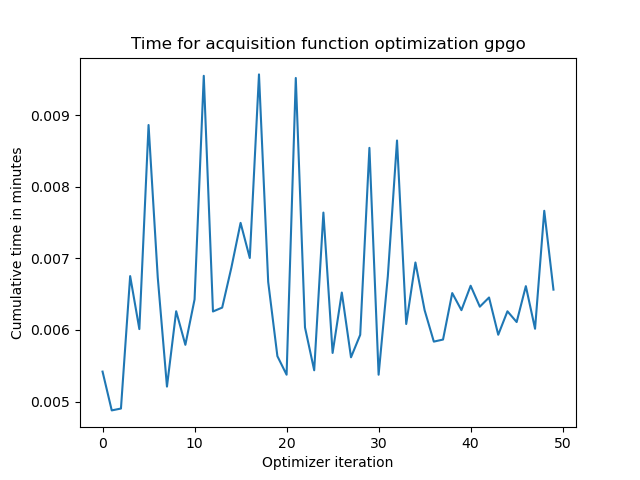 Time for acquisition function optimization gpgo
0.009
0.008
0.007
0.006
0.005
Cumulative time in minutes
0 10 20 30 40 50
Optimizer iteration